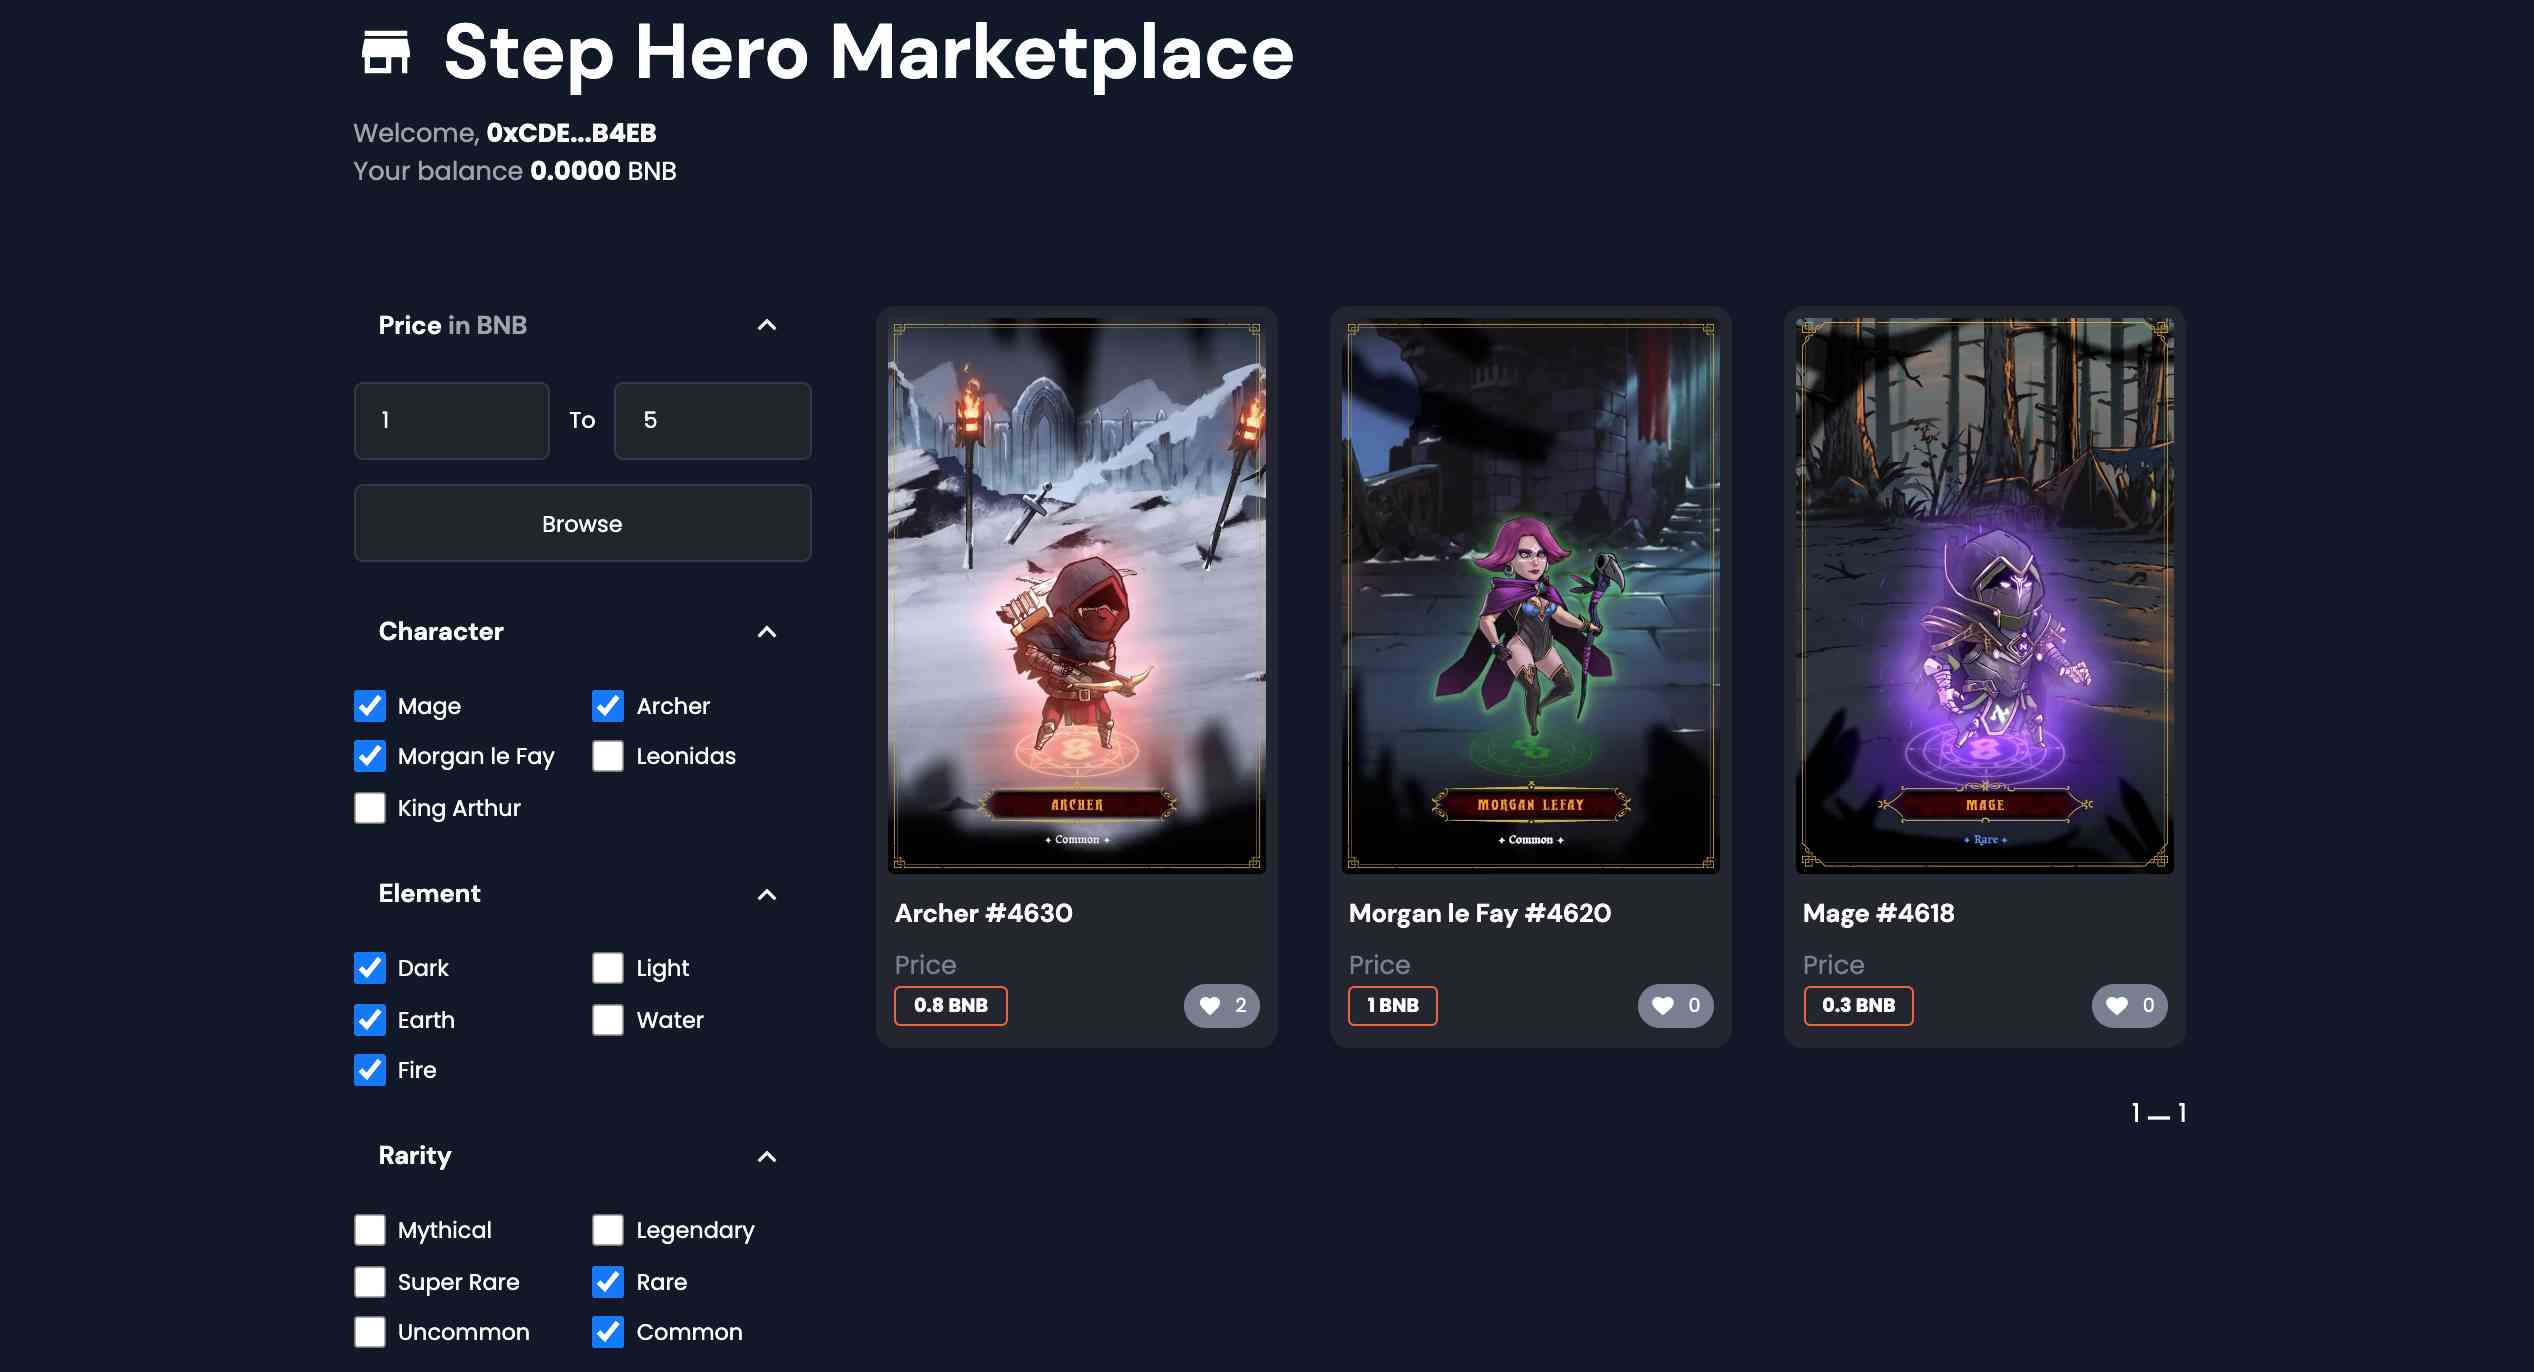 Step Hero Marketplace
Welcome, 0xCDE...B4EB
Your balance 0.0000 BNB
Price in BNB
1 To 5
Browse
Character
Mage Archer
Morgan le Fay Leonidas
King Arthur
Element
Dark Light
Earth Water
Fire
Rarity
Mythical Legendary
Super Rare Rare
Uncommon Common
ARCHER
Common
Archer #4630
Price
0.8 BNB 2
MORGAN LEFAY
Common
Morgan le Fay #4620
Price
1 BNB 0
MAGE
Rare
Mage #4618
Price
0.3 BNB 0
1 — 1